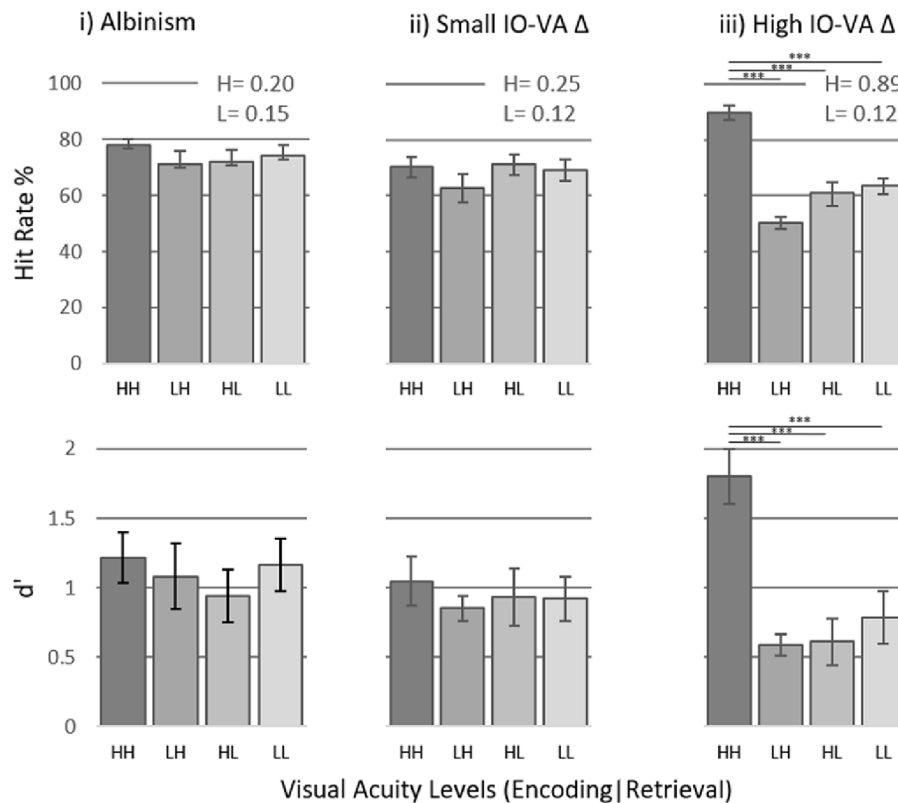 i) Albinism
ii) Small IO-VA Δ
iii) High IO-VA Δ
Hit Rate %
100
80
60
40
20
0
H= 0.20
L= 0.15
H= 0.25
L= 0.12
***
***
***
H= 0.89
L= 0.12
HH LH HL LL
HH LH HL LL
HH LH HL LL
d'
2
1.5
1
0.5
0
***
***
***
HH LH HL LL
HH LH HL LL
HH LH HL LL
Visual Acuity Levels (Encoding|Retrieval)